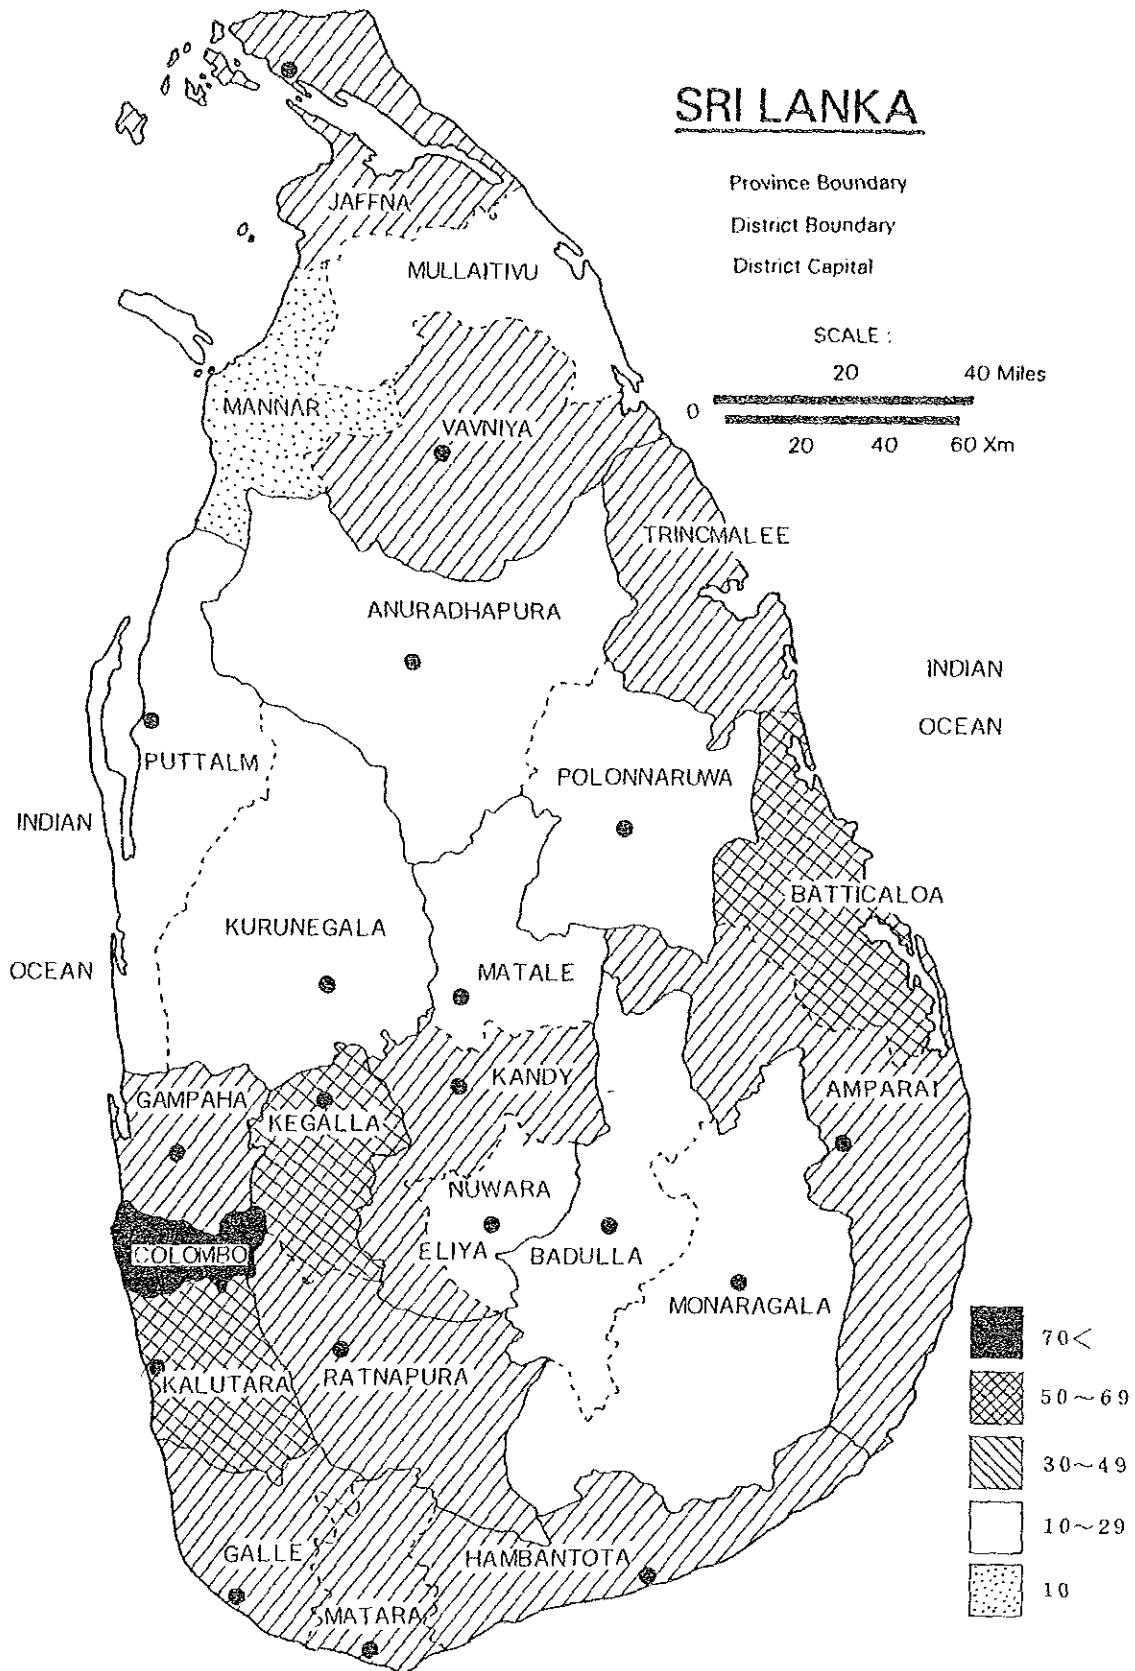 SRI LANKA
Province Boundary
District Boundary
District Capital
SCALE :
20 40 Miles
0
20 40 60 Xm
JAFFNA
MULLAITIVU
MANNAR
VAVNIYA
TRINCMALEE
ANURADHAPURA
INDIAN
OCEAN
PUTTALM
POLONNARUWA
INDIAN
OCEAN
BATTICALOA
KURUNEGALA
MATALE
KANDY
AMPARAI
GAMPAHA
KEGALLA
NUWARA
ELIYA
BADULLA
COLOMBO
MONARAGALA
KALUTARA
RATNAPURA
GALLE
HAMBANTOTA
MATARA
70<
50~69
30~49
10~29
10